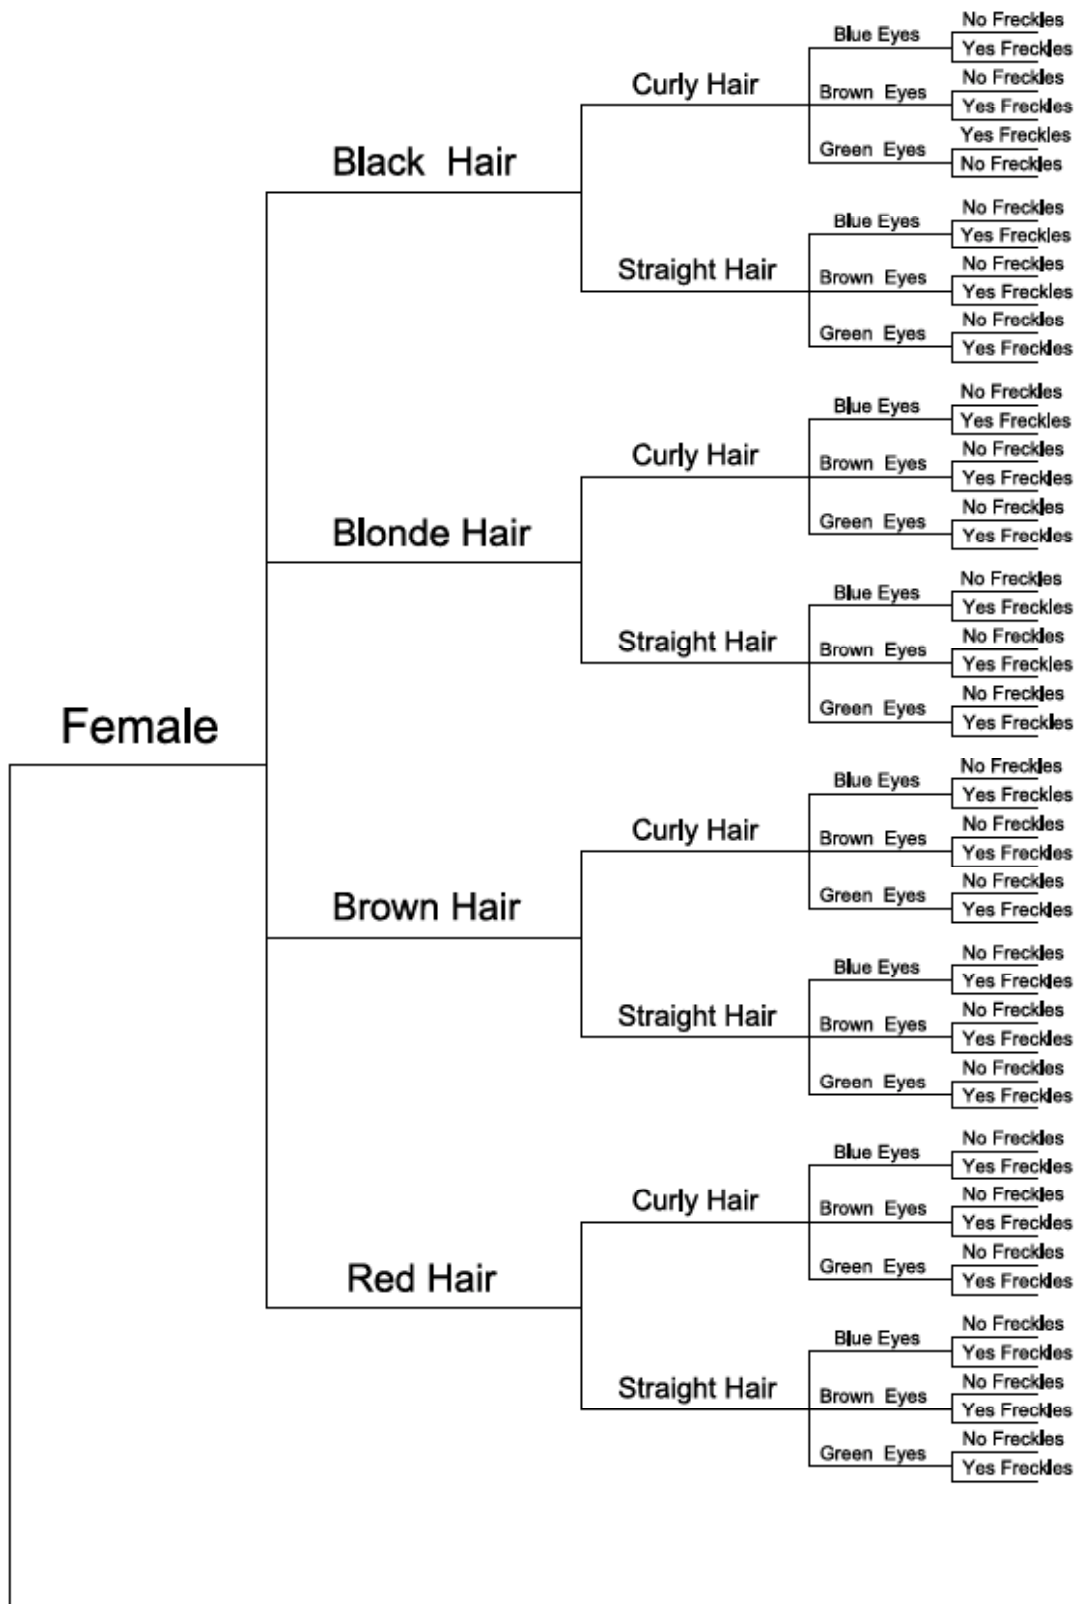 No Freckles
Blue Eyes
Yes Freckles
Curly Hair
No Freckles
Brown Eyes
Yes Freckles
Yes Freckles
Green Eyes
No Freckles
Black Hair
No Freckles
Blue Eyes
Yes Freckles
Straight Hair
No Freckles
Brown Eyes
Yes Freckles
No Freckles
Green Eyes
Yes Freckles
No Freckles
Blue Eyes
Yes Freckles
Curly Hair
No Freckles
Brown Eyes
Yes Freckles
No Freckles
Green Eyes
Yes Freckles
Blonde Hair
No Freckles
Blue Eyes
Yes Freckles
Straight Hair
No Freckles
Brown Eyes
Yes Freckles
No Freckles
Green Eyes
Yes Freckles
Female
No Freckles
Blue Eyes
Yes Freckles
Curly Hair
No Freckles
Brown Eyes
Yes Freckles
No Freckles
Green Eyes
Yes Freckles
Brown Hair
No Freckles
Blue Eyes
Yes Freckles
Straight Hair
No Freckles
Brown Eyes
Yes Freckles
No Freckles
Green Eyes
Yes Freckles
No Freckles
Blue Eyes
Yes Freckles
Curly Hair
No Freckles
Brown Eyes
Yes Freckles
No Freckles
Green Eyes
Yes Freckles
Red Hair
No Freckles
Blue Eyes
Yes Freckles
Straight Hair
No Freckles
Brown Eyes
Yes Freckles
No Freckles
Green Eyes
Yes Freckles